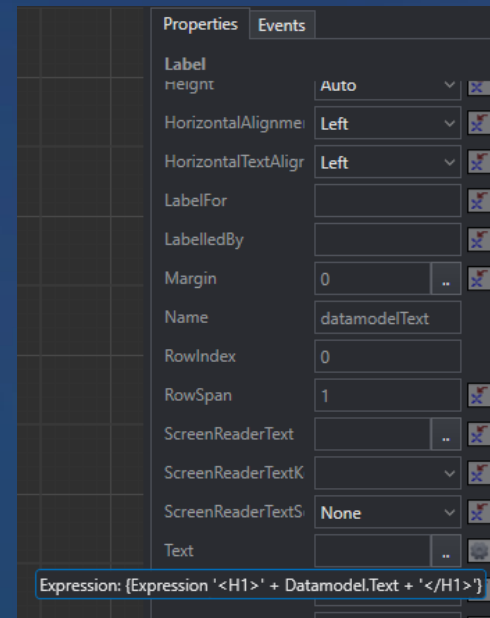 Properties Events
Label
Height Auto
HorizontalAlignme Left
HorizontalTextAligr Left
LabelFor
LabelledBy
Margin 0 ..
Name datamodelText
RowIndex 0
RowSpan 1
ScreenReaderText ..
ScreenReaderTextK
ScreenReaderTextS None
Text ..
Expression: {Expression '<H1>' + Datamodel.Text + '</H1>'}